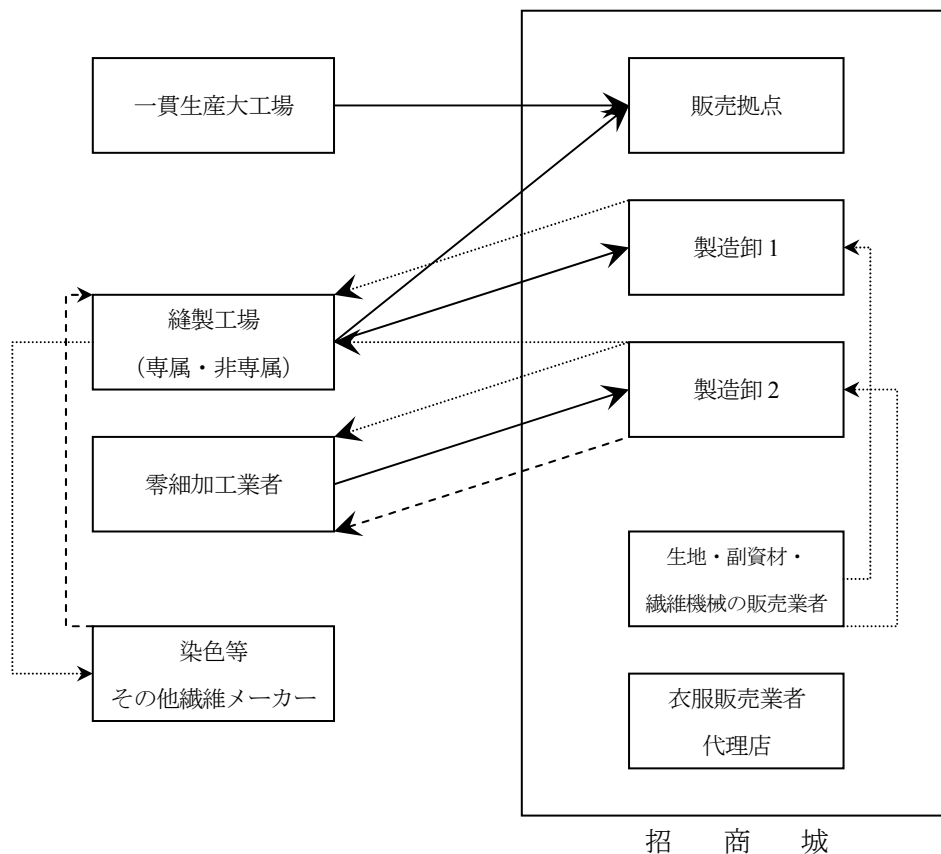 一貫生産大工場
販売拠点
製造卸 1
縫製工場
（専属・非専属）
製造卸 2
零細加工業者
生地・副資材・
繊維機械の販売業者
染色等
その他繊維メーカー
衣服販売業者
代理店
招　商　城